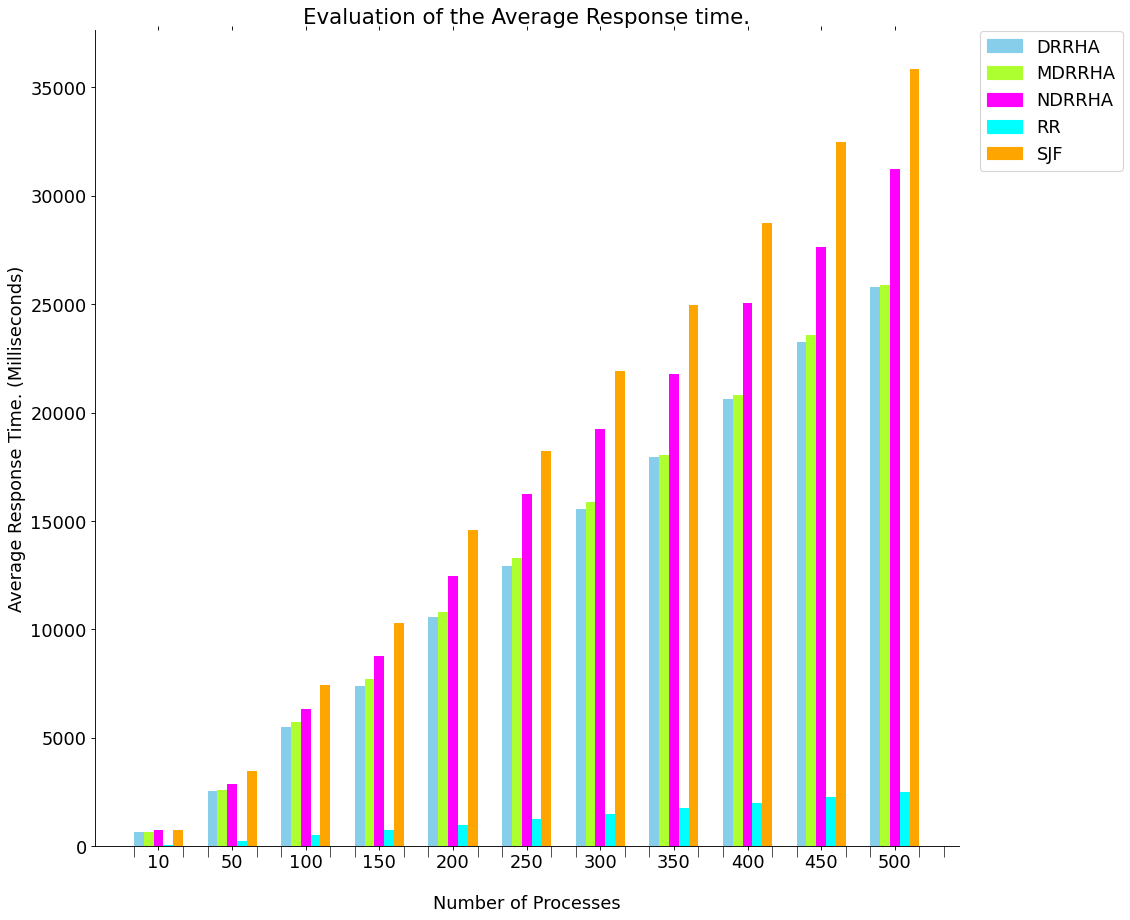 Evaluation of the Average Response time.
DRRHA
MDRRHA
NDRRHA
RR
SJF
Average Response Time. (Milliseconds)
35000
30000
25000
20000
15000
10000
5000
0
10 50 100 150 200 250 300 350 400 450 500
Number of Processes